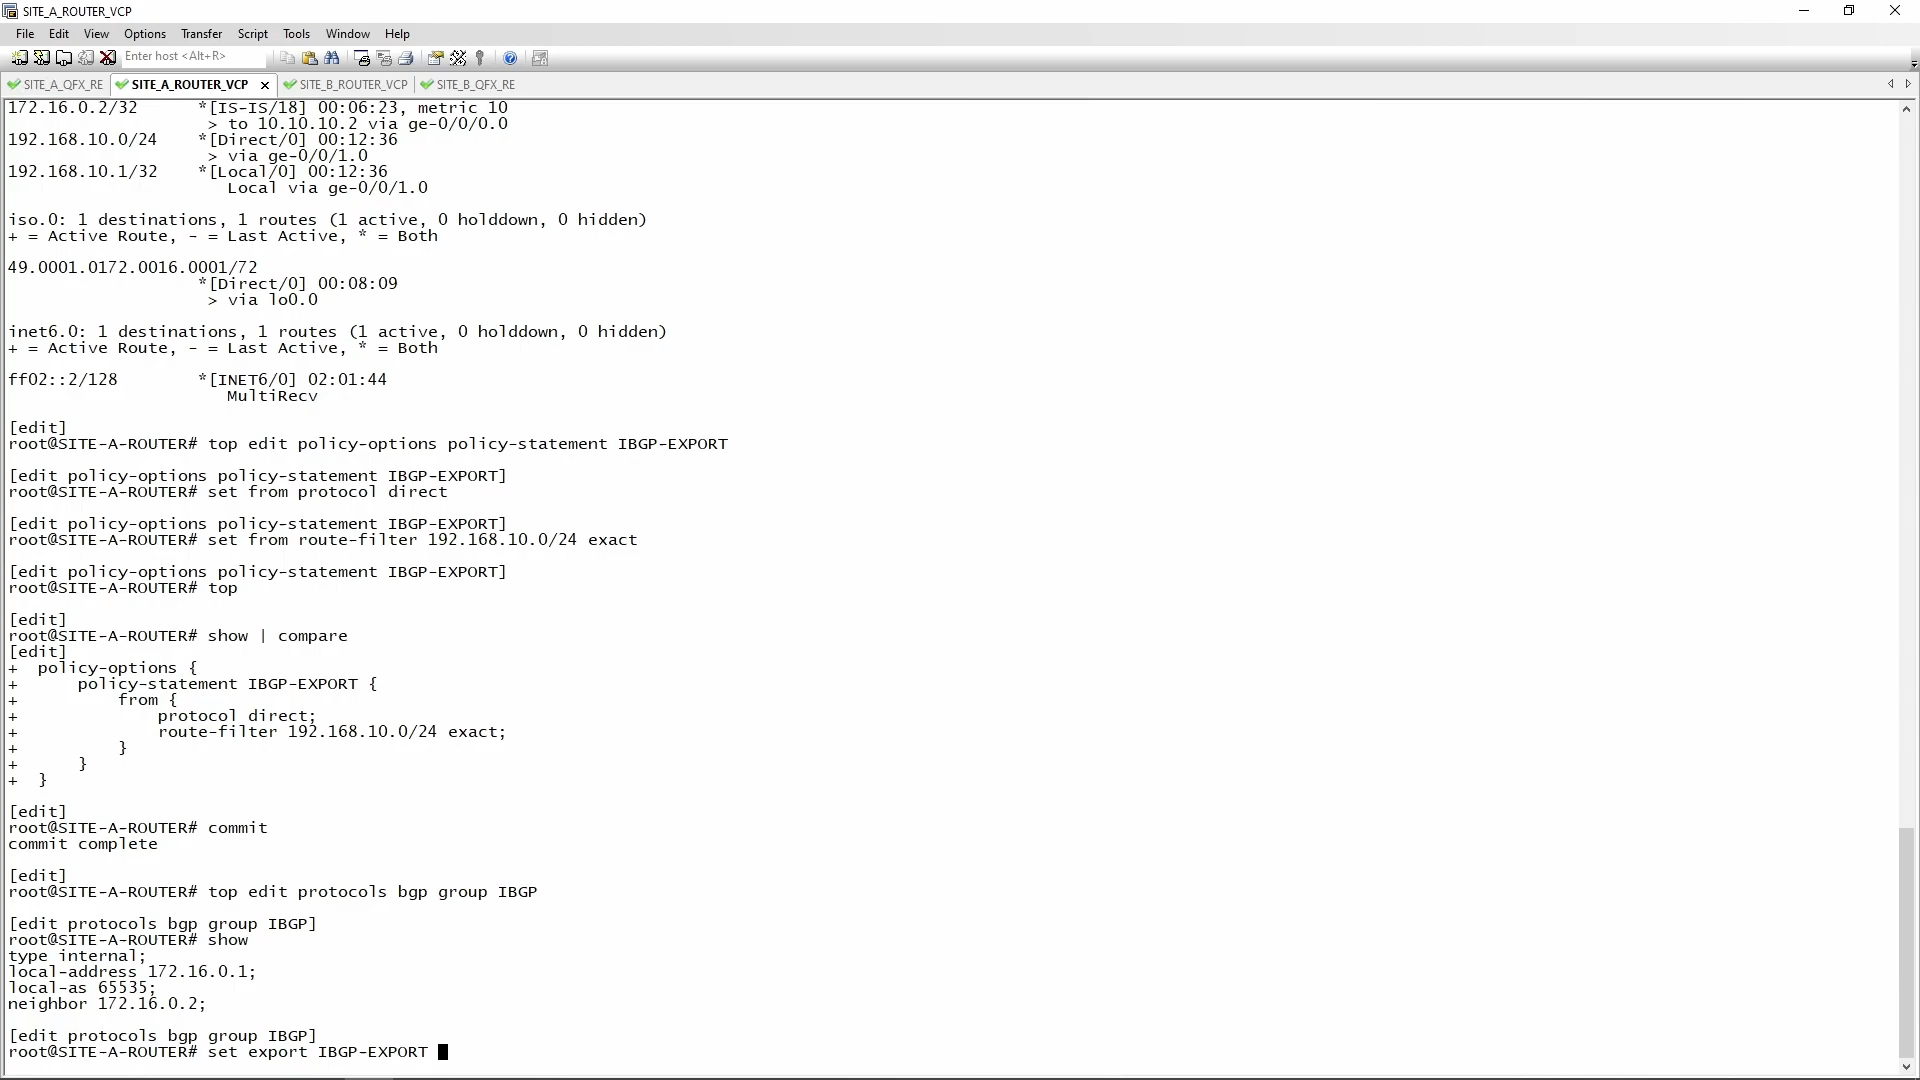 SITE_A_ROUTER_VCP
File Edit View Options Transfer Script Tools Window Help
Enter host <Alt+R>
SITE_A_QFX_RE SITE_A_ROUTER_VCP SITE_B_ROUTER_VCP SITE_B_QFX_RE
172.16.0.2/32      *[IS-IS/18] 00:06:23, metric 10
                    > to 10.10.10.2 via ge-0/0/0.0
192.168.10.0/24    *[Direct/0] 00:12:36
                    > via ge-0/0/1.0
192.168.10.1/32    *[Local/0] 00:12:36
                      Local via ge-0/0/1.0
iso.0: 1 destinations, 1 routes (1 active, 0 holddown, 0 hidden)
+ = Active Route, - = Last Active, * = Both
49.0001.0172.0016.0001/72
                   *[Direct/0] 00:08:09
                    > via lo0.0
inet6.0: 1 destinations, 1 routes (1 active, 0 holddown, 0 hidden)
+ = Active Route, - = Last Active, * = Both
ff02::2/128        *[INET6/0] 02:01:44
                      MultiRecv
[edit]
root@SITE-A-ROUTER# top edit policy-options policy-statement IBGP-EXPORT
[edit policy-options policy-statement IBGP-EXPORT]
root@SITE-A-ROUTER# set from protocol direct
[edit policy-options policy-statement IBGP-EXPORT]
root@SITE-A-ROUTER# set from route-filter 192.168.10.0/24 exact
[edit policy-options policy-statement IBGP-EXPORT]
root@SITE-A-ROUTER# top
[edit]
root@SITE-A-ROUTER# show | compare
[edit]
+  policy-options {
+      policy-statement IBGP-EXPORT {
+          from {
+              protocol direct;
+              route-filter 192.168.10.0/24 exact;
+          }
+      }
+  }
[edit]
root@SITE-A-ROUTER# commit
commit complete
[edit]
root@SITE-A-ROUTER# top edit protocols bgp group IBGP
[edit protocols bgp group IBGP]
root@SITE-A-ROUTER# show
type internal;
local-address 172.16.0.1;
local-as 65535;
neighbor 172.16.0.2;
[edit protocols bgp group IBGP]
root@SITE-A-ROUTER# set export IBGP-EXPORT